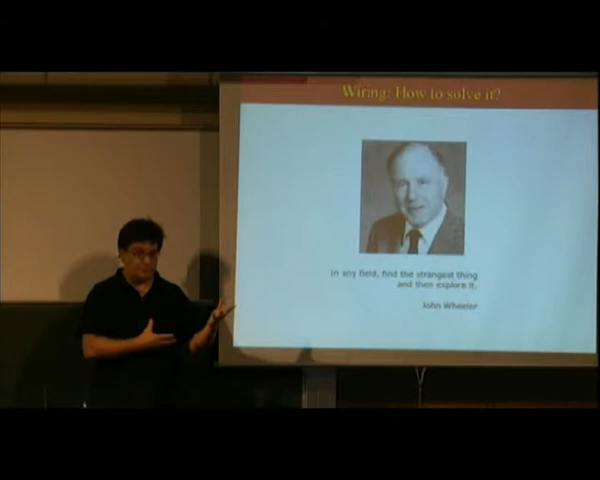 Wiring: How to solve it?
In any field, find the strangest thing
and then explore it.
John Wheeler